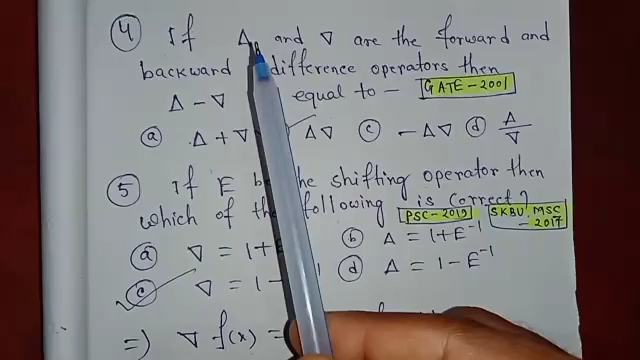 ④ If Δ and ∇ are the forward and
backward difference operators then
Δ - ∇ equal to - GATE-2001
ⓐ Δ + ∇ Δ∇ ⓒ -Δ∇ ⓓ Δ/∇
⑤ If E be the shifting operator then
which of the following is correct?
PSC-2019 SKBU MSC - 2017
ⓐ ∇ = 1+E ⓑ Δ = 1+E⁻¹
ⓒ ∇ = 1 - ⓓ Δ = 1 - E⁻¹
=) ∇ f(x) =